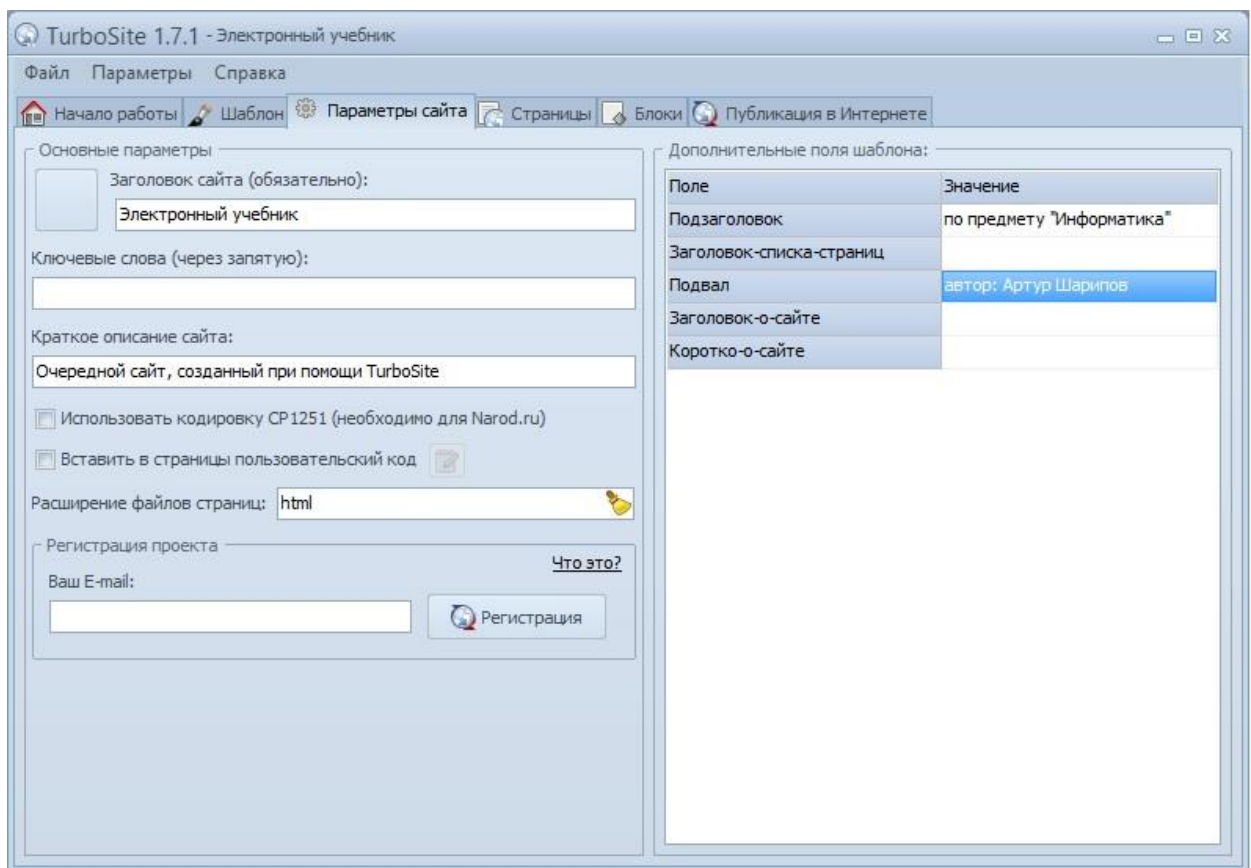 TurboSite 1.7.1 - Электронный учебник
Файл Параметры Справка
Начало работы Шаблон Параметры сайта Страницы Блоки Публикация в Интернете
Основные параметры
Заголовок сайта (обязательно):
Электронный учебник
Ключевые слова (через запятую):
Краткое описание сайта:
Очередной сайт, созданный при помощи TurboSite
Использовать кодировку CP1251 (необходимо для Narod.ru)
Вставить в страницы пользовательский код
Расширение файлов страниц: html
Регистрация проекта
Что это?
Ваш E-mail:
Регистрация
Дополнительные поля шаблона:
Поле Значение
Подзаголовок по предмету "Информатика"
Заголовок-списка-страниц
Подвал автор: Артур Шарипов
Заголовок-о-сайте
Коротко-о-сайте